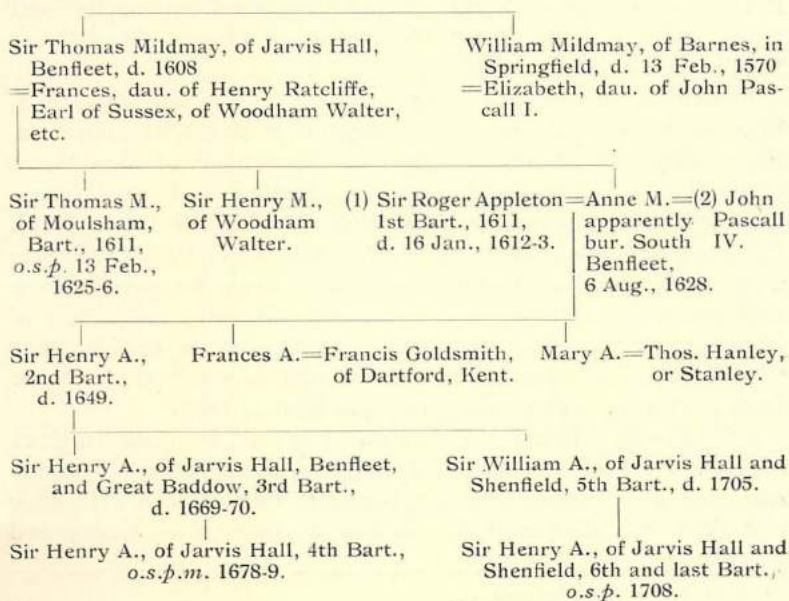 Sir Thomas Mildmay, of Jarvis Hall,
Benfleet, d. 1608
=Frances, dau. of Henry Ratcliffe,
Earl of Sussex, of Woodham Walter,
etc.
William Mildmay, of Barnes, in
Springfield, d. 13 Feb., 1570
=Elizabeth, dau. of John Pas-
call I.
Sir Thomas M.,
of Moulsham,
Bart., 1611,
o.s.p. 13 Feb.,
1625-6.
Sir Henry M.,
of Woodham
Walter.
(1) Sir Roger Appleton
1st Bart., 1611,
d. 16 Jan., 1612-3.
=Anne M.=
apparently
bur. South
Benfleet,
6 Aug., 1628.
(2) John
Pascall
IV.
Sir Henry A.,
2nd Bart.,
d. 1649.
Frances A.=Francis Goldsmith,
of Dartford, Kent.
Mary A.=Thos. Hanley,
or Stanley.
Sir Henry A., of Jarvis Hall, Benfleet,
and Great Baddow, 3rd Bart.,
d. 1669-70.
Sir William A., of Jarvis Hall and
Shenfield, 5th Bart., d. 1705.
Sir Henry A., of Jarvis Hall, 4th Bart.,
o.s.p.m. 1678-9.
Sir Henry A., of Jarvis Hall and
Shenfield, 6th and last Bart.,
o.s.p. 1708.